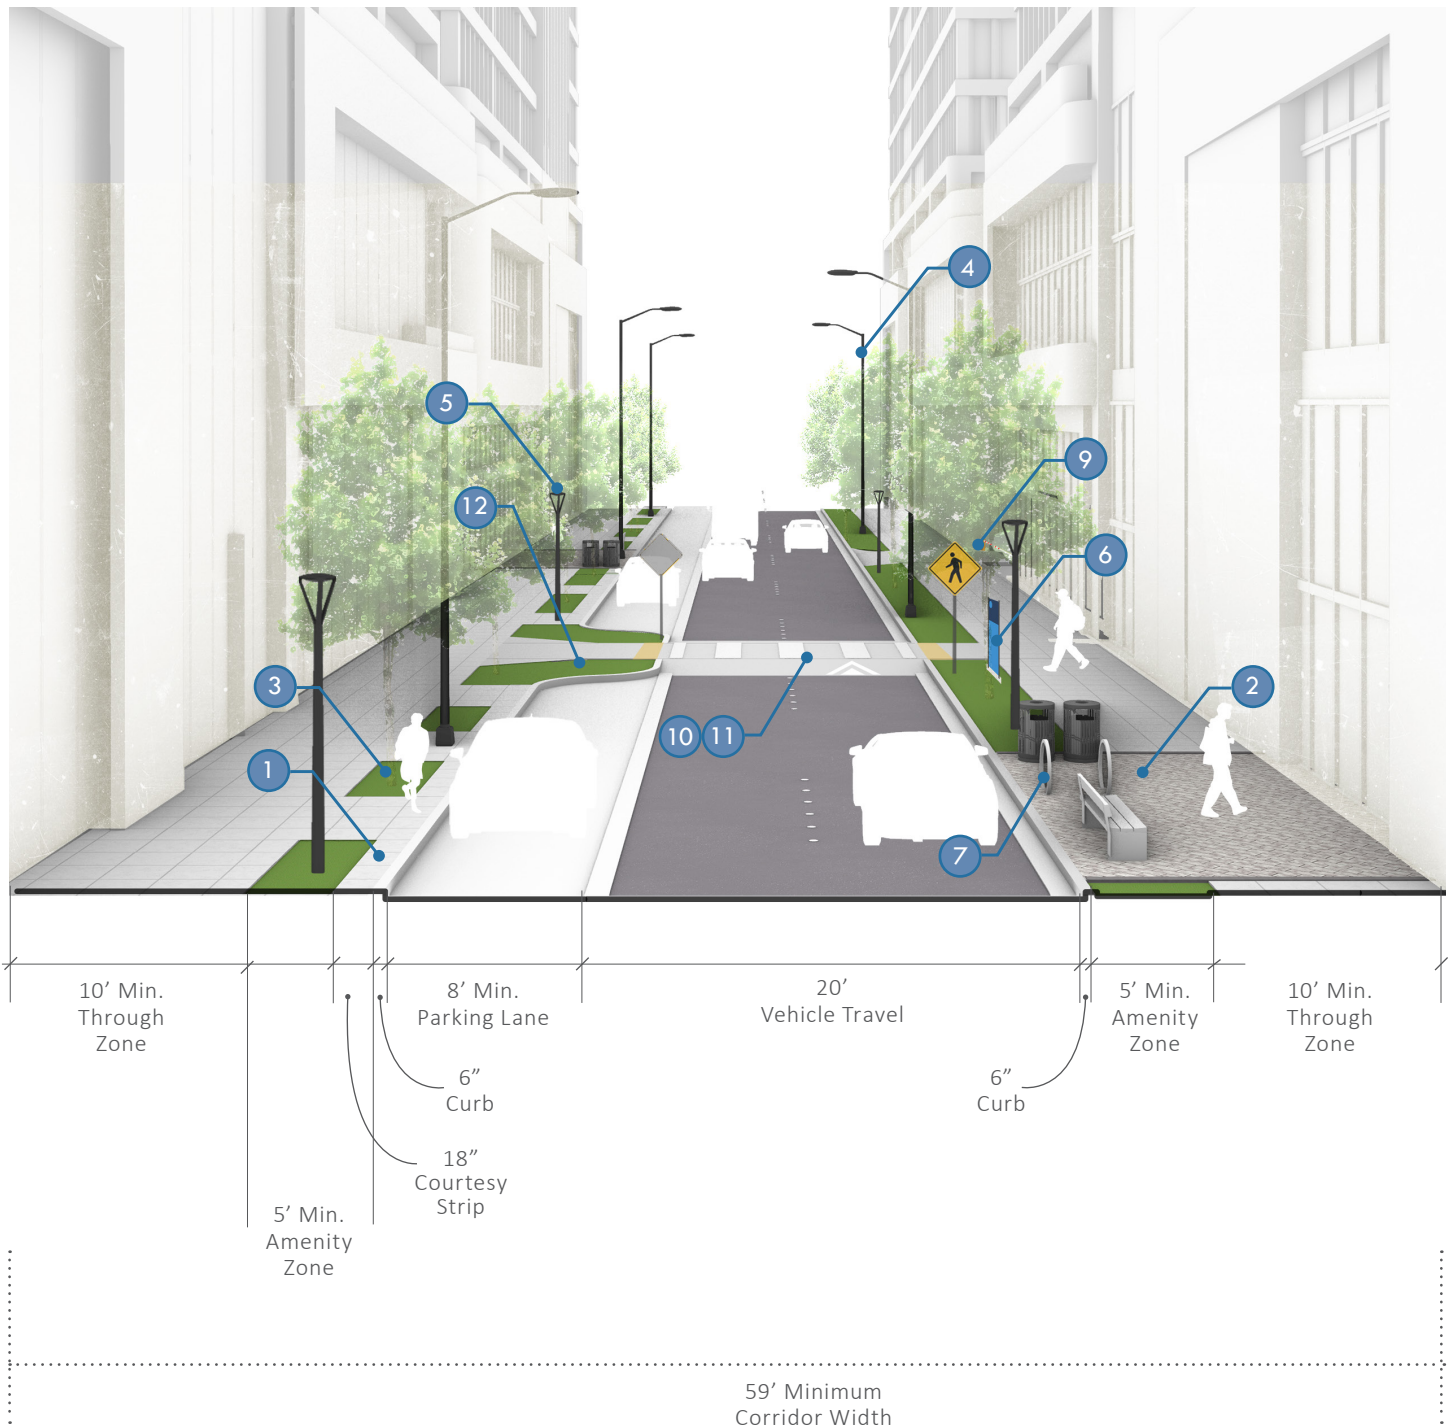 4
5
9
12
6
3
2
10
11
1
7
10’ Min.
Through
Zone
8’ Min.
Parking Lane
20’
Vehicle Travel
5’ Min.
Amenity
Zone
10’ Min.
Through
Zone
6”
Curb
6”
Curb
18”
Courtesy
Strip
5’ Min.
Amenity
Zone
59’ Minimum
Corridor Width